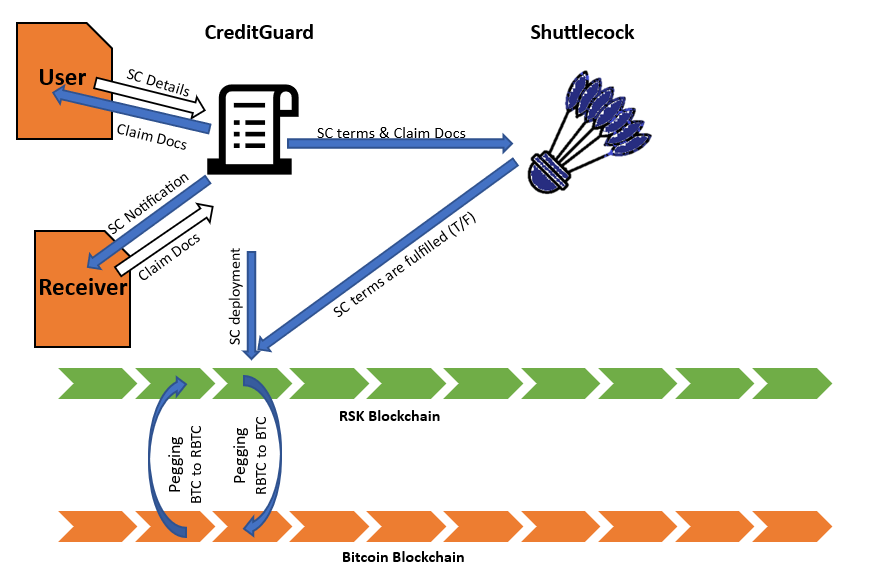 CreditGuard
Shuttlecock
User
SC Details
Claim Docs
SC terms & Claim Docs
SC Notification
Claim Docs
Receiver
SC deployment
SC terms are fulfilled (T/F)
RSK Blockchain
Pegging
BTC to RBTC
Pegging
RBTC to BTC
Bitcoin Blockchain